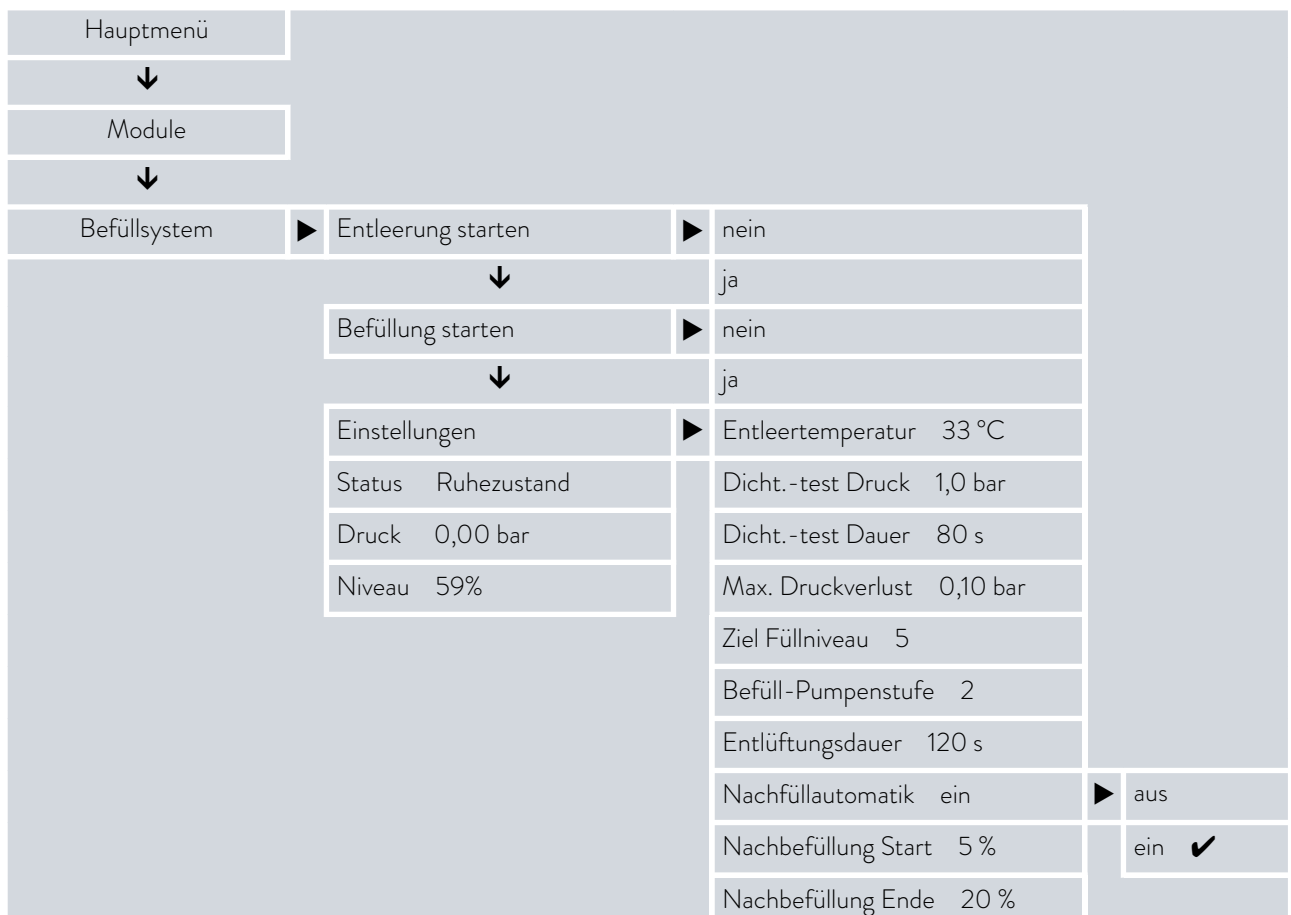 Hauptmenü
Module
Befüllsystem Entleerung starten nein
ja
Befüllung starten nein
ja
Einstellungen Entleertemperatur 33 °C
Status Ruhezustand Dicht.-test Druck 1,0 bar
Druck 0,00 bar Dicht.-test Dauer 80 s
Niveau 59% Max. Druckverlust 0,10 bar
Ziel Füllniveau 5
Befüll-Pumpenstufe 2
Entlüftungsdauer 120 s
Nachfüllautomatik ein aus
Nachbefüllung Start 5 % ein ✔
Nachbefüllung Ende 20 %